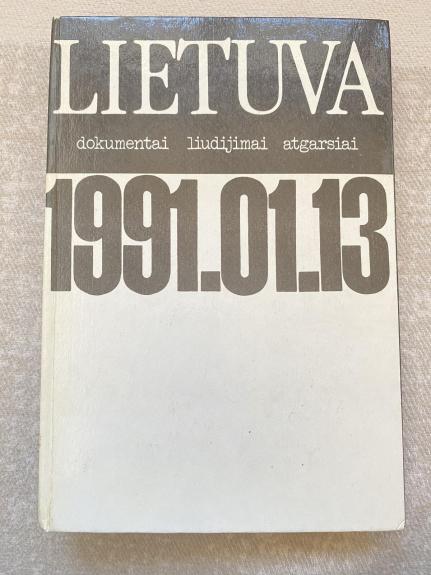 LIETUVA
dokumentai liudijimai atgarsiai
1991.01.13